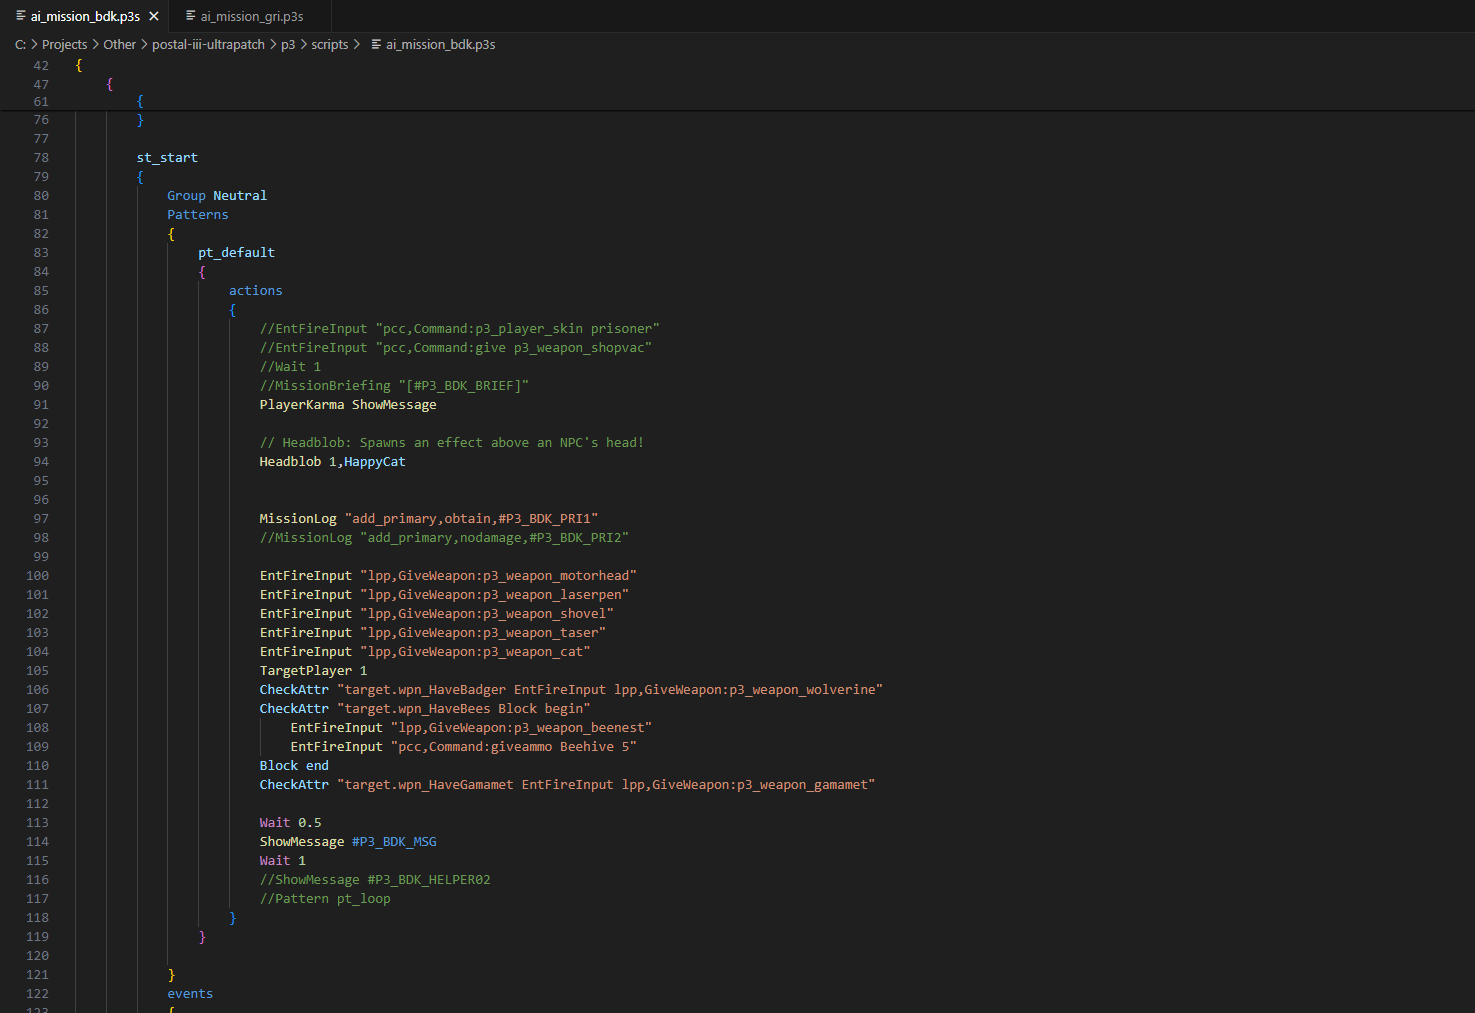 ai_mission_bdk.p3s
ai_mission_gri.p3s
C: > Projects > Other > postal-iii-ultrapatch > p3 > scripts > ai_mission_bdk.p3s
42 {
47 {
61 {
76 }
77
78 st_start
79 {
80 Group Neutral
81 Patterns
82 {
83 pt_default
84 {
85 actions
86 {
87 //EntFireInput "pcc,Command:p3_player_skin prisoner"
88 //EntFireInput "pcc,Command:give p3_weapon_shopvac"
89 //Wait 1
90 //MissionBriefing "[#P3_BDK_BRIEF]"
91 PlayerKarma ShowMessage
92
93 // Headblob: Spawns an effect above an NPC's head!
94 Headblob 1,HappyCat
95
96
97 MissionLog "add_primary,obtain,#P3_BDK_PRI1"
98 //MissionLog "add_primary,nodamage,#P3_BDK_PRI2"
99
100 EntFireInput "lpp,GiveWeapon:p3_weapon_motorhead"
101 EntFireInput "lpp,GiveWeapon:p3_weapon_laserpen"
102 EntFireInput "lpp,GiveWeapon:p3_weapon_shovel"
103 EntFireInput "lpp,GiveWeapon:p3_weapon_taser"
104 EntFireInput "lpp,GiveWeapon:p3_weapon_cat"
105 TargetPlayer 1
106 CheckAttr "target.wpn_HaveBadger EntFireInput lpp,GiveWeapon:p3_weapon_wolverine"
107 CheckAttr "target.wpn_HaveBees Block begin"
108 EntFireInput "lpp,GiveWeapon:p3_weapon_beenest"
109 EntFireInput "pcc,Command:giveammo Beehive 5"
110 Block end
111 CheckAttr "target.wpn_HaveGamamet EntFireInput lpp,GiveWeapon:p3_weapon_gamamet"
112
113 Wait 0.5
114 ShowMessage #P3_BDK_MSG
115 Wait 1
116 //ShowMessage #P3_BDK_HELPER02
117 //Pattern pt_loop
118 }
119 }
120
121 }
122 events
123 {